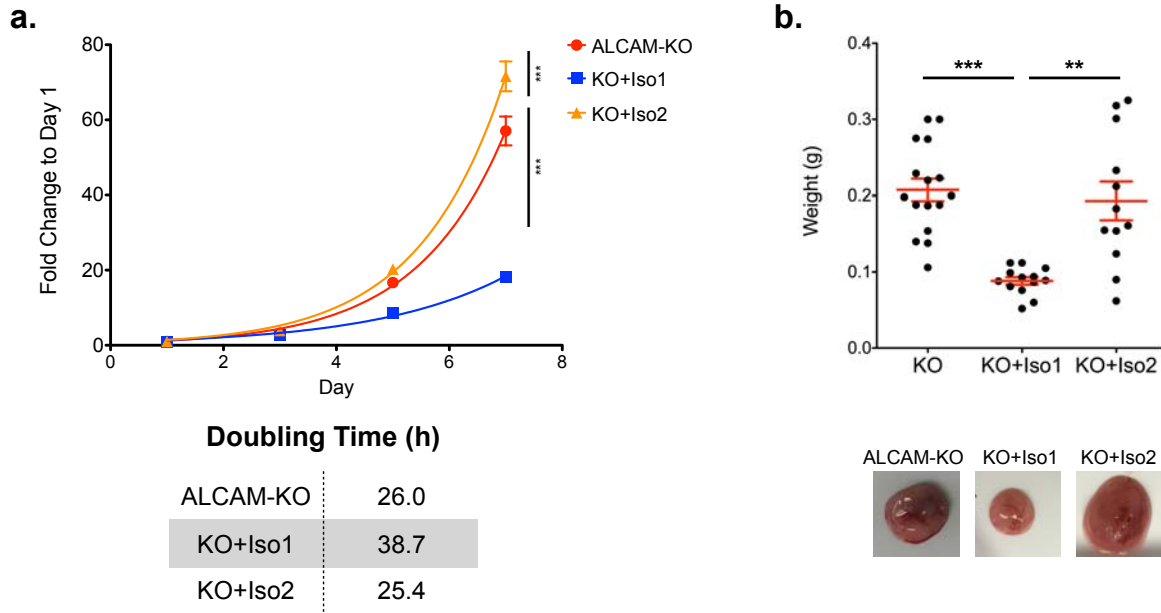 a.
80
60
40
20
0
0 2 4 6 8
Fold Change to Day 1
Day
ALCAM-KO
KO+Iso1
KO+Iso2
***
***
Doubling Time (h)
ALCAM-KO 26.0
KO+Iso1 38.7
KO+Iso2 25.4
b.
0.4
0.3
0.2
0.1
0.0
Weight (g)
*** **
KO KO+Iso1 KO+Iso2
ALCAM-KO KO+Iso1 KO+Iso2